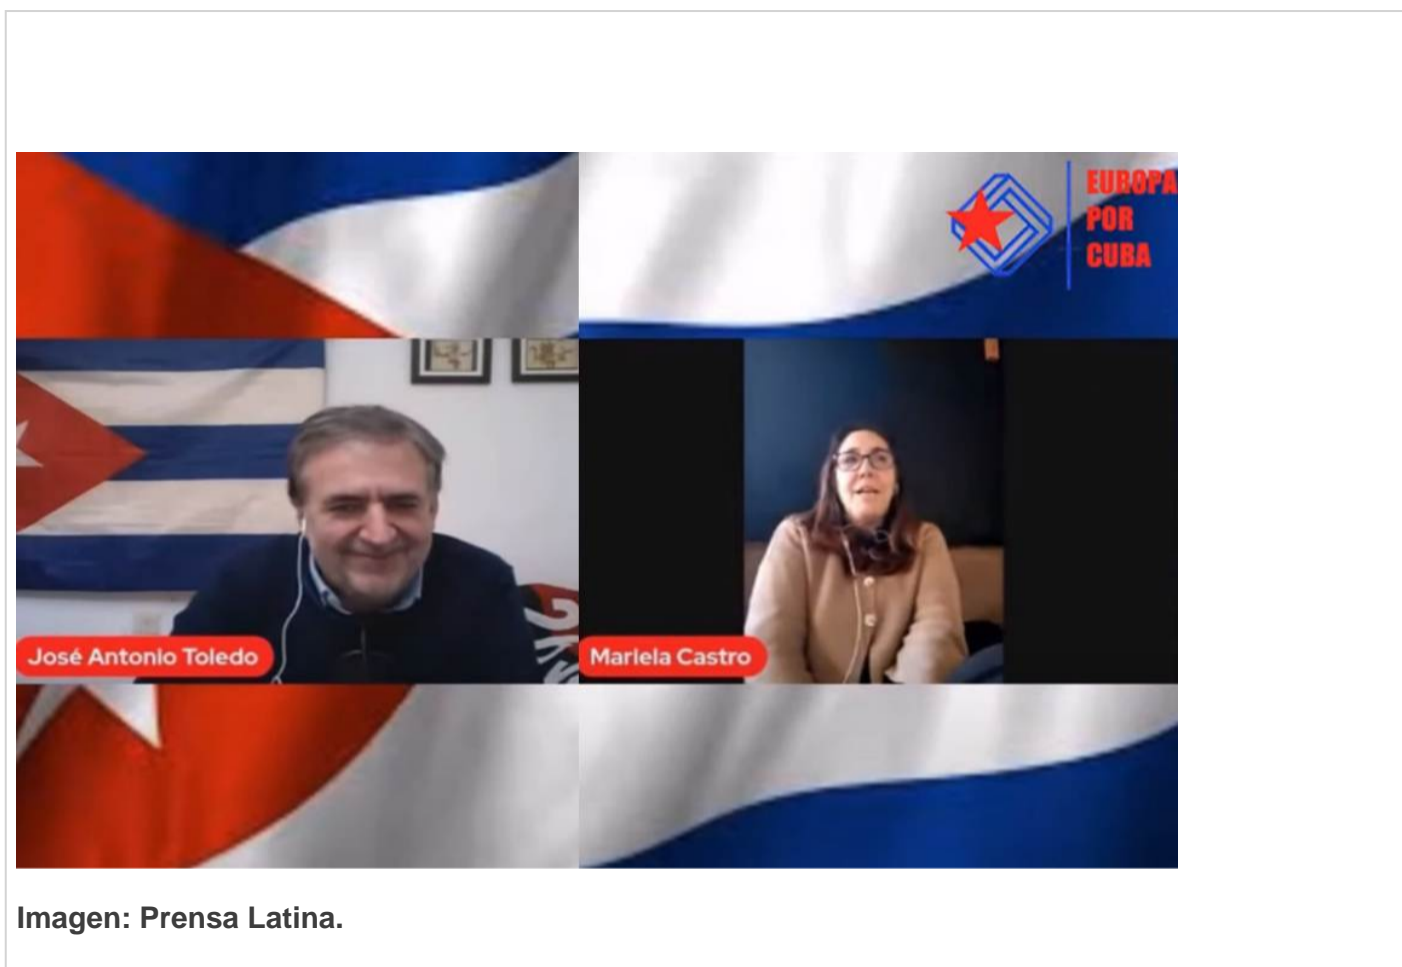 EUROPA
POR
CUBA
José Antonio Toledo
Mariela Castro
Imagen: Prensa Latina.